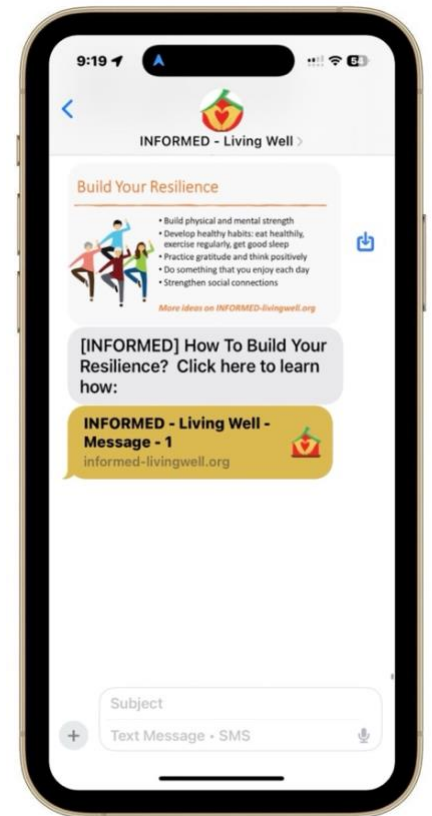 9:19
INFORMED - Living Well
Build Your Resilience
• Build physical and mental strength
• Develop healthy habits: eat healthily,
exercise regularly, get good sleep
• Practice gratitude and think positively
• Do something that you enjoy each day
• Strengthen social connections
More ideas on INFORMED-livingwell.org
[INFORMED] How To Build Your
Resilience? Click here to learn
how:
INFORMED - Living Well -
Message - 1
informed-livingwell.org
Subject
Text Message • SMS